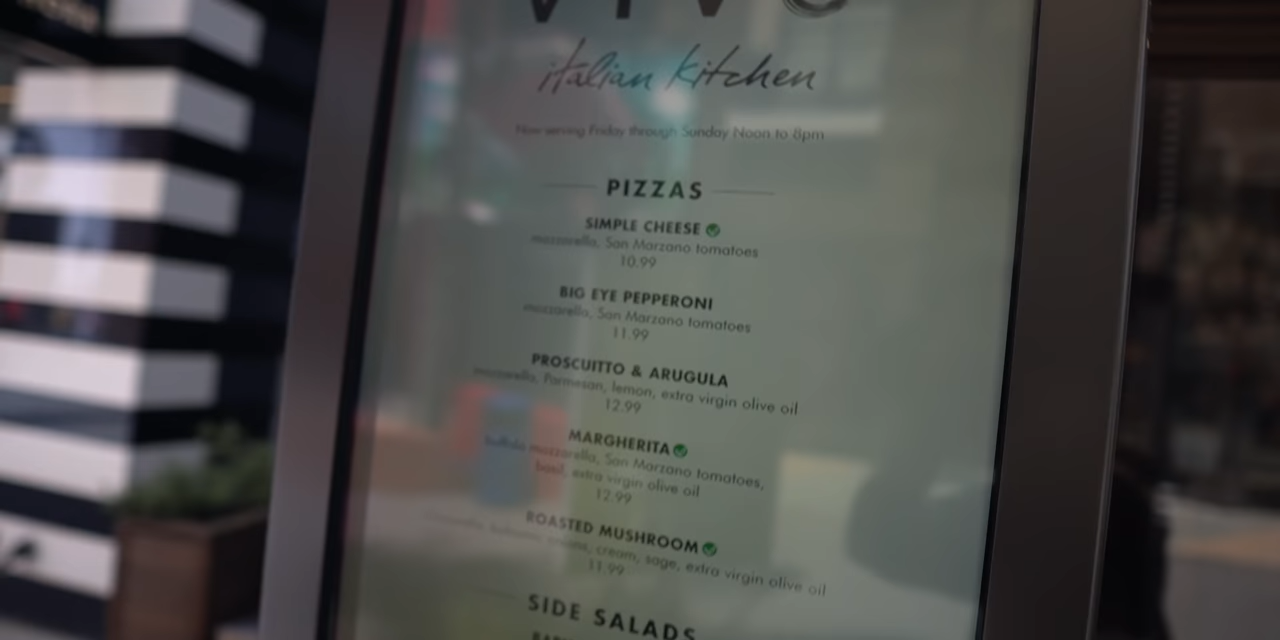 VIVO
italian kitchen
Now serving Friday through Sunday Noon to 8pm
PIZZAS
SIMPLE CHEESE
mozzarella, San Marzano tomatoes
10.99
BIG EYE PEPPERONI
mozzarella, San Marzano tomatoes
11.99
PROSCUITTO & ARUGULA
mozzarella, Parmesan, lemon, extra virgin olive oil
12.99
MARGHERITA
buffalo mozzarella, San Marzano tomatoes,
basil, extra virgin olive oil
12.99
ROASTED MUSHROOM
cream, sage, extra virgin olive oil
11.99
SIDE SALADS